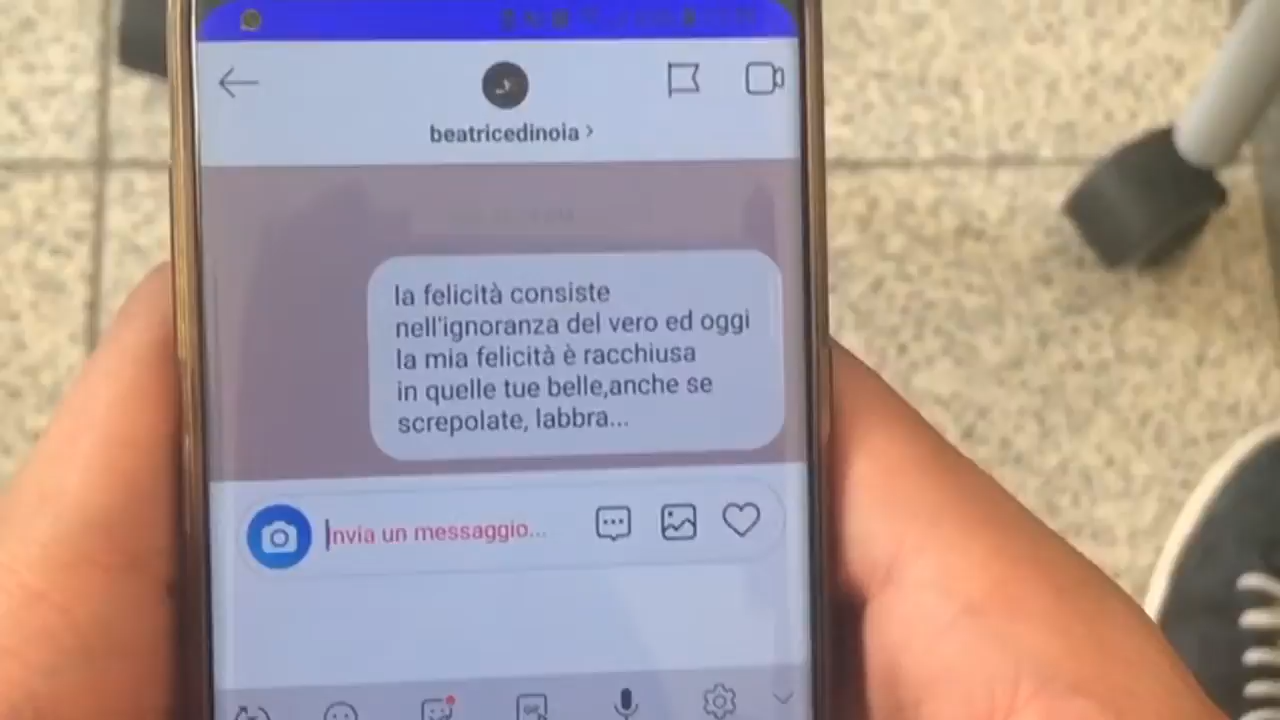 beatricedinoia >
la felicità consiste
nell'ignoranza del vero ed oggi
la mia felicità è racchiusa
in quelle tue belle,anche se
screpolate, labbra...
Invia un messaggio...
GIF